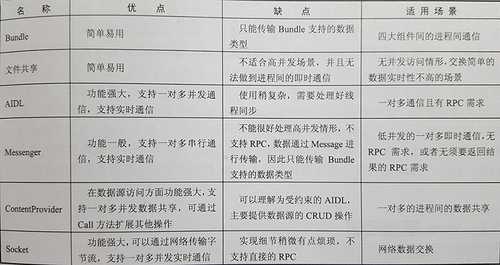 名 称 优 点 缺 点 适用场景
Bundle 简单易用 只能传输 Bundle 支持的数据
类型 四大组件间的进程间通信
文件共享 简单易用 不适合高并发场景，并且无
法做到进程间的即时通信 无并发访问情形，交换简单
的数据实时性不高的场景
AIDL 功能强大，支持一对多并发通
信，支持实时通信 使用稍复杂，需要处理好线
程同步 一对多通信且有 RPC 需求
Messenger 功能一般，支持一对多串行通
信，支持实时通信 不能很好处理高并发情形，不
支持 RPC，数据通过 Message 进
行传输，因此只能传输 Bundle
支持的数据类型 低并发的一对多即时通信，无
RPC 需求，或者无须要返回结
果的 RPC 需求
ContentProvider 在数据源访问方面功能强大，支
持一对多并发数据共享，可通过
Call 方法扩展其他操作 可以理解为受约束的 AIDL，
主要提供数据源的 CRUD 操作 一对多的进程间的数据共享
Socket 功能强大，可以通过网络传输字
节流，支持一对多并发实时通信 实现细节稍微有点烦琐，不
支持直接的 RPC 网络数据交换